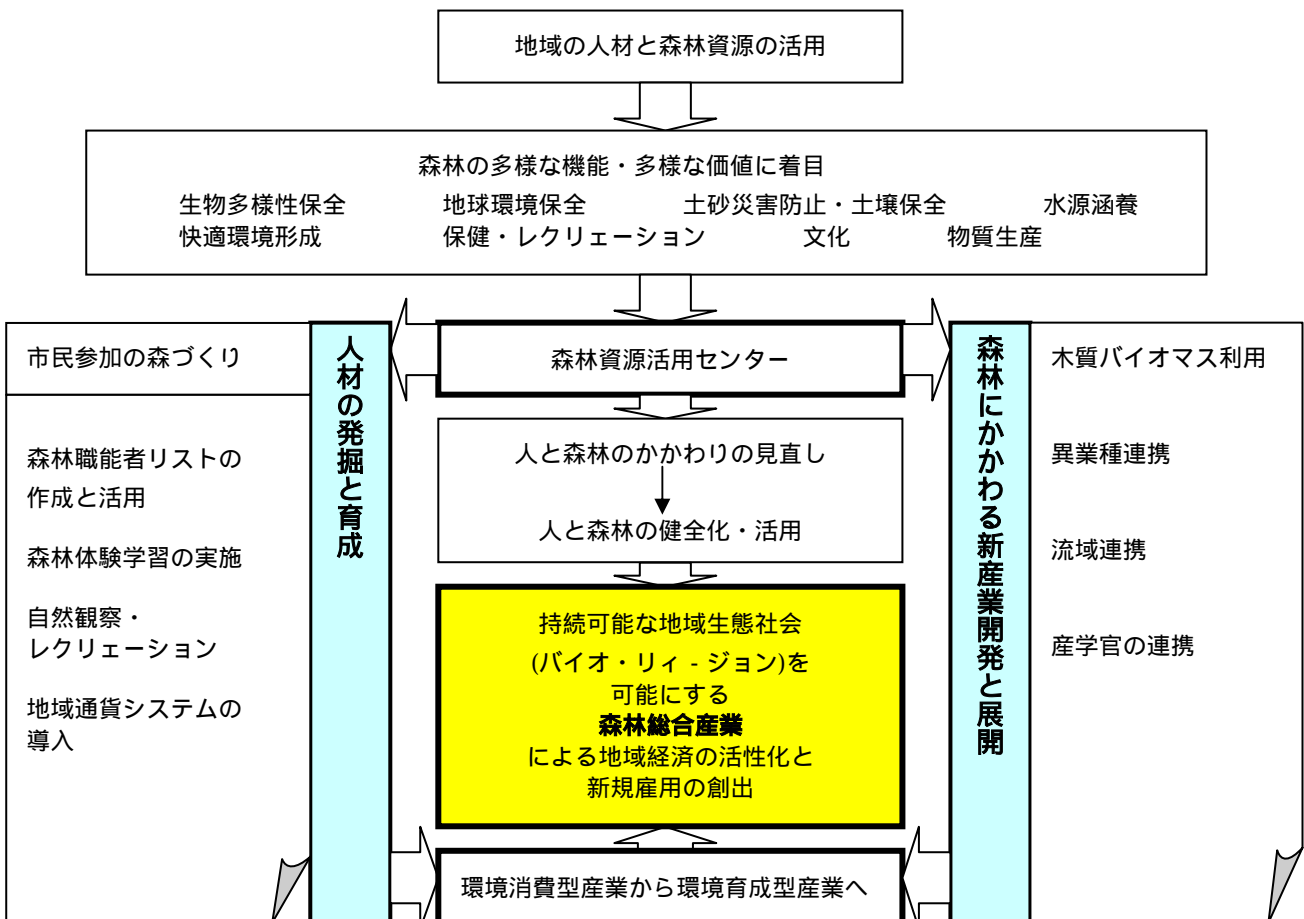 地域の人材と森林資源の活用
森林の多様な機能・多様な価値に着目
生物多様性保全 地球環境保全 土砂災害防止・土壌保全 水源涵養
快適環境形成 保健・レクリェーション 文化 物質生産
市民参加の森づくり
森林職能者リストの
作成と活用
森林体験学習の実施
自然観察・
レクリェーション
地域通貨システムの
導入
人材の発掘と育成
森林資源活用センター
人と森林のかかわりの見直し
人と森林の健全化・活用
持続可能な地域生態社会
(バイオ・リィ - ジョン)を
可能にする
森林総合産業
による地域経済の活性化と
新規雇用の創出
環境消費型産業から環境育成型産業へ
森林にかかわる新産業開発と展開
木質バイオマス利用
異業種連携
流域連携
産学官の連携